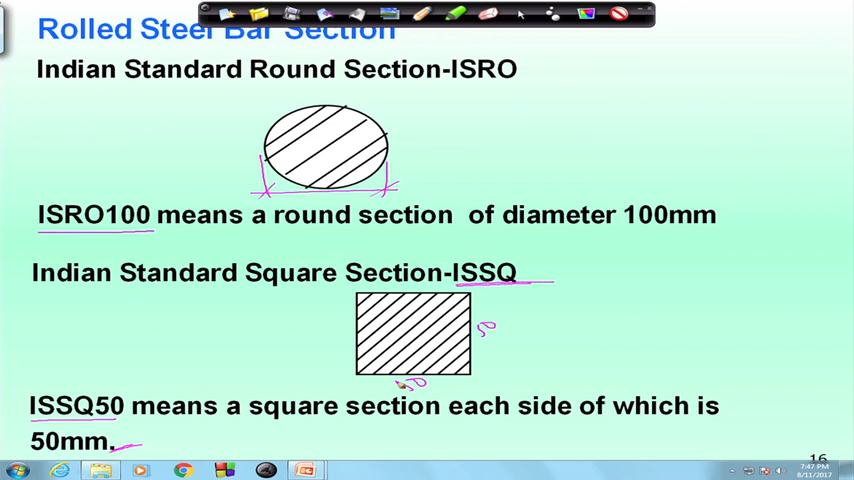 Rolled Steel Bar Section
Indian Standard Round Section-ISRO
ISRO100 means a round section of diameter 100mm
Indian Standard Square Section-ISSQ
50
50
ISSQ50 means a square section each side of which is
50mm.
16
7:47 PM
8/11/2017